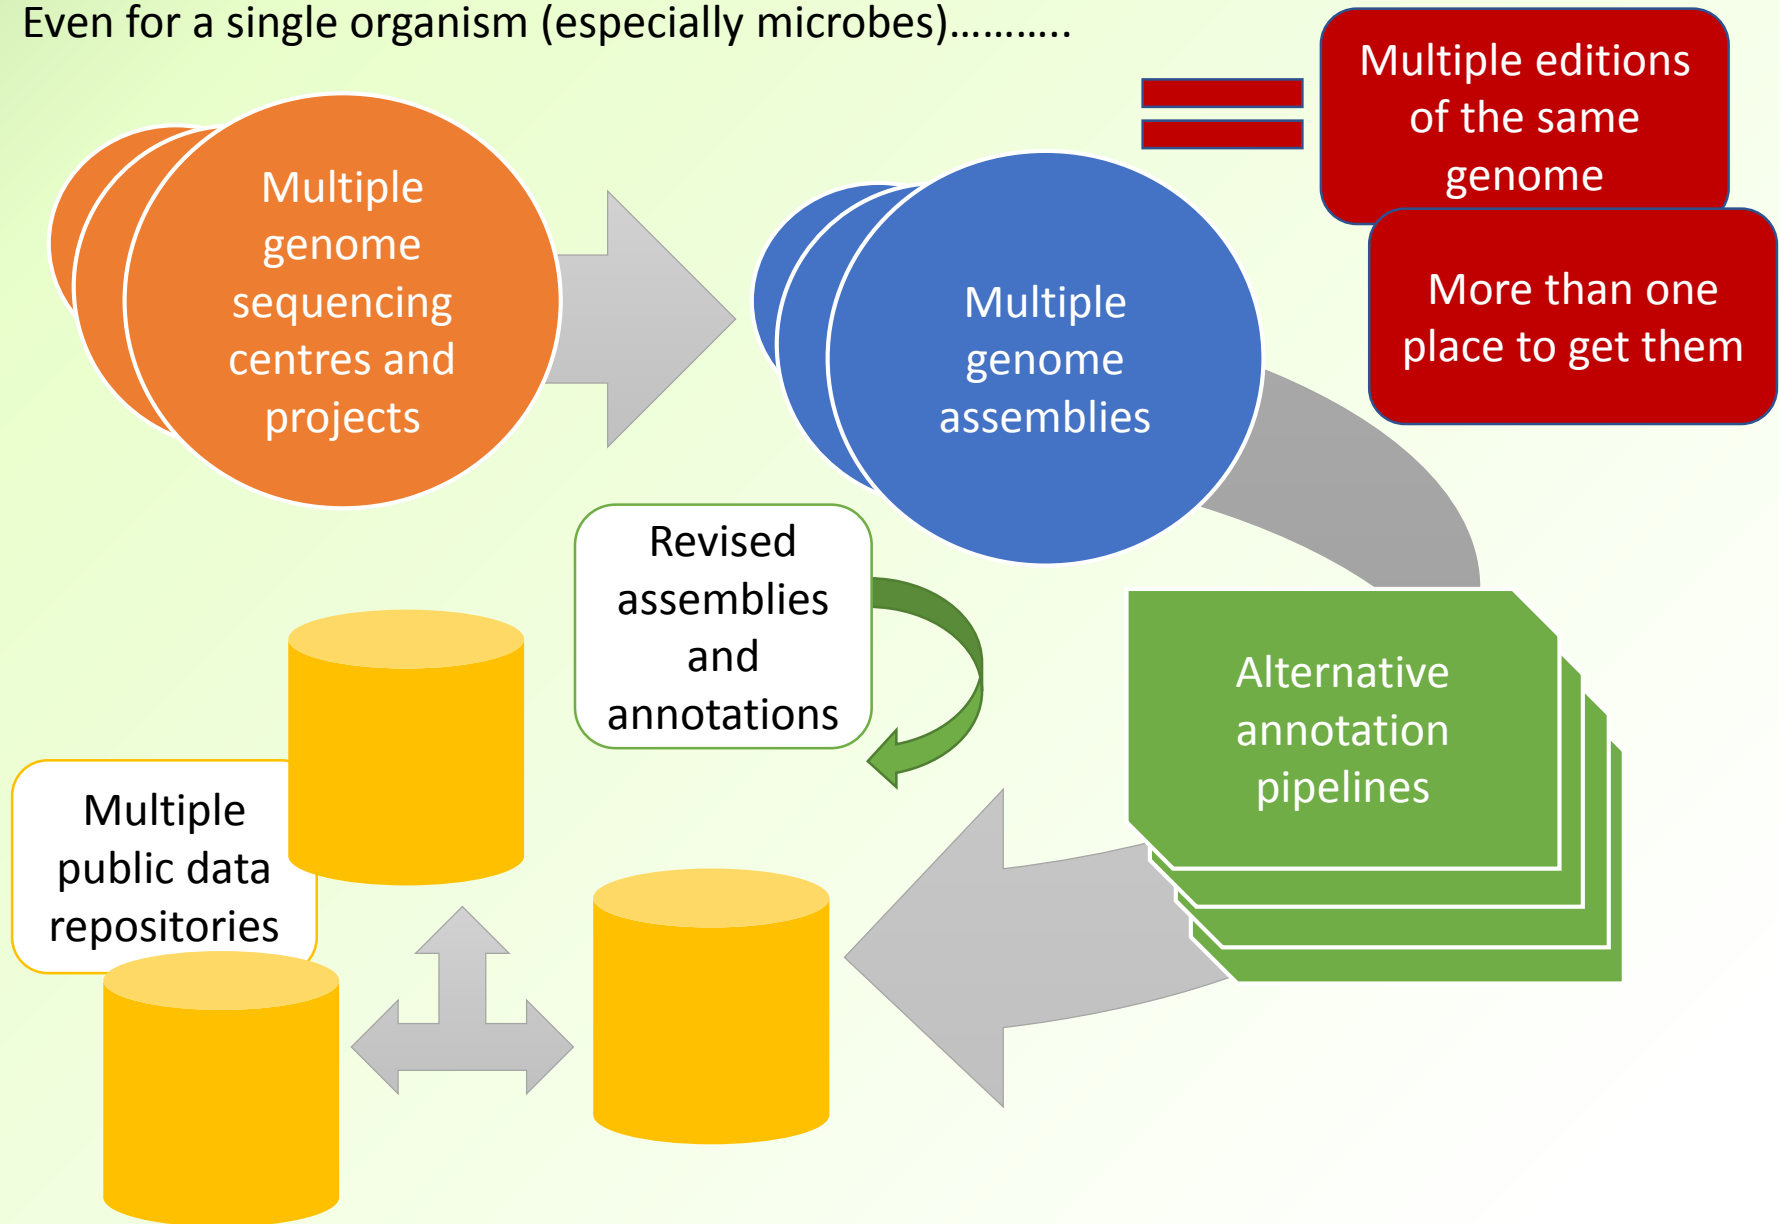 Even for a single organism (especially microbes)………..
Multiple editions
of the same
genome
More than one
place to get them
Multiple
genome
sequencing
centres and
projects
Multiple
genome
assemblies
Revised
assemblies
and
annotations
Alternative
annotation
pipelines
Multiple
public data
repositories